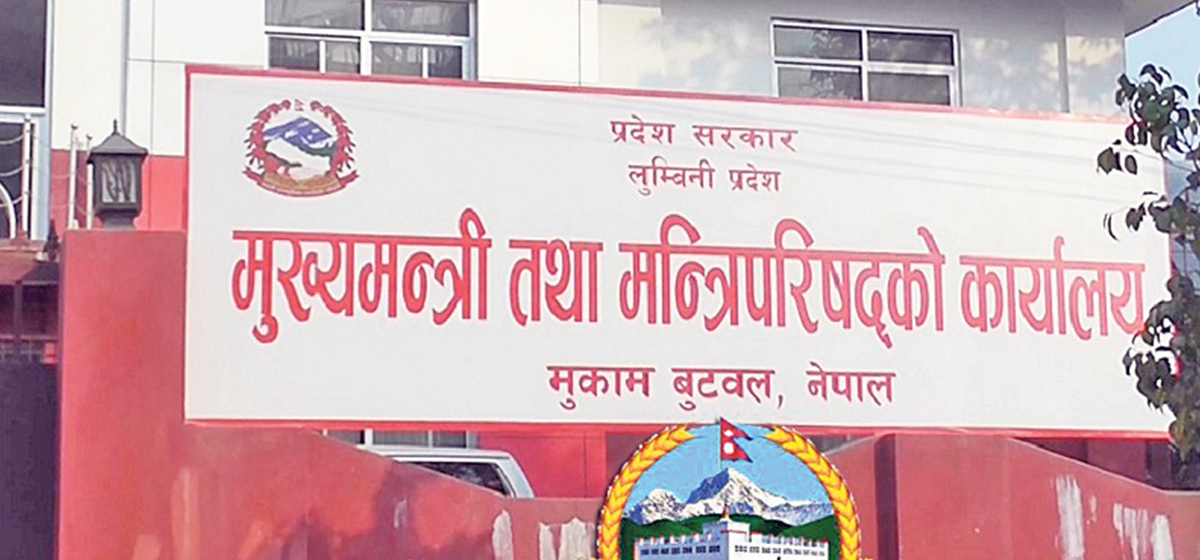 प्रदेश सरकार
लुम्विनी प्रदेश
मुख्यमन्त्री तथा मन्त्रिपरिषद्को कार्यालय
मुकाम बुटवल, नेपाल